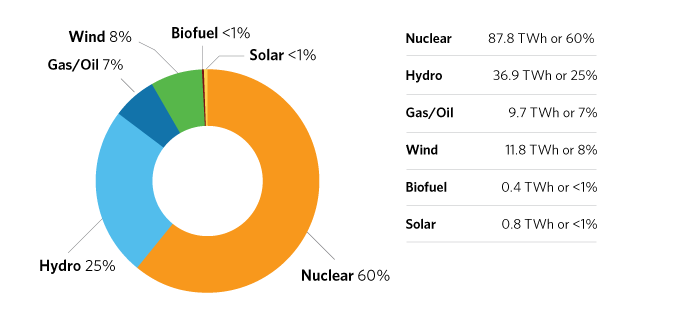 Wind 8%
Biofuel <1%
Solar <1%
Gas/Oil 7%
Hydro 25%
Nuclear 60%
Nuclear 87.8 TWh or 60%
Hydro 36.9 TWh or 25%
Gas/Oil 9.7 TWh or 7%
Wind 11.8 TWh or 8%
Biofuel 0.4 TWh or <1%
Solar 0.8 TWh or <1%